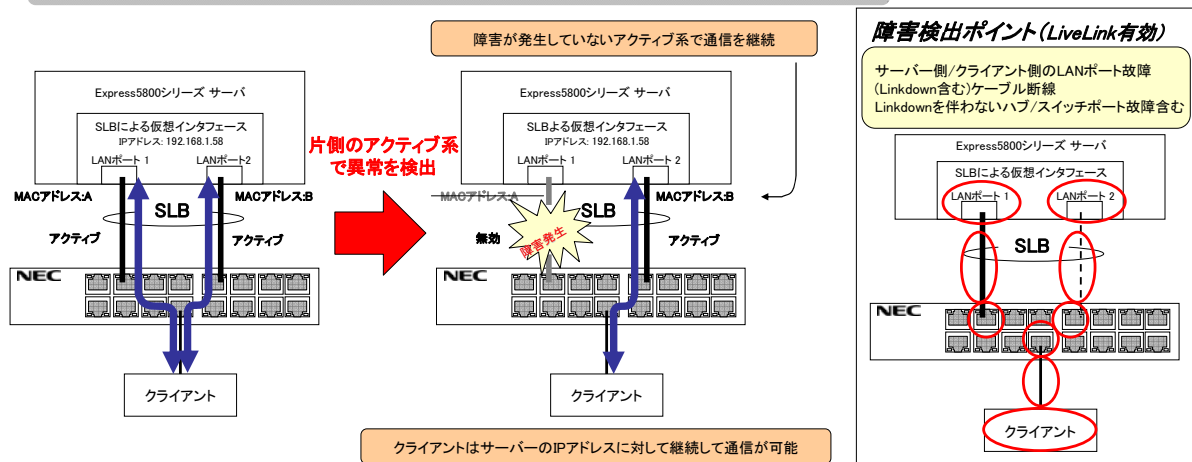 障害が発生していないアクティブ系で通信を継続
Express5800シリーズ サーバ
SLBによる仮想インタフェース
IPアドレス: 192.168.1.58
LANポート 1
LANポート2
MACアドレス:A
MACアドレス:B
SLB
アクティブ
アクティブ
NEC
クライアント
片側のアクティブ系
で異常を検出
Express5800シリーズ サーバ
SLBよる仮想インタフェース
IPアドレス: 192.168.1.58
LANポート 1
LANポート 2
MACアドレス:A
MACアドレス:B
SLB
無効
障害発生
アクティブ
NEC
クライアント
クライアントはサーバーのIPアドレスに対して継続して通信が可能
障害検出ポイント(LiveLink有効)
サーバー側/クライアント側のLANポート故障
(Linkdown含む)ケーブル断線
Linkdownを伴わないハブ/スイッチポート故障含む
Express5800シリーズ サーバ
SLBによる仮想インタフェース
LANポート 1
LANポート 2
SLB
NEC
クライアント